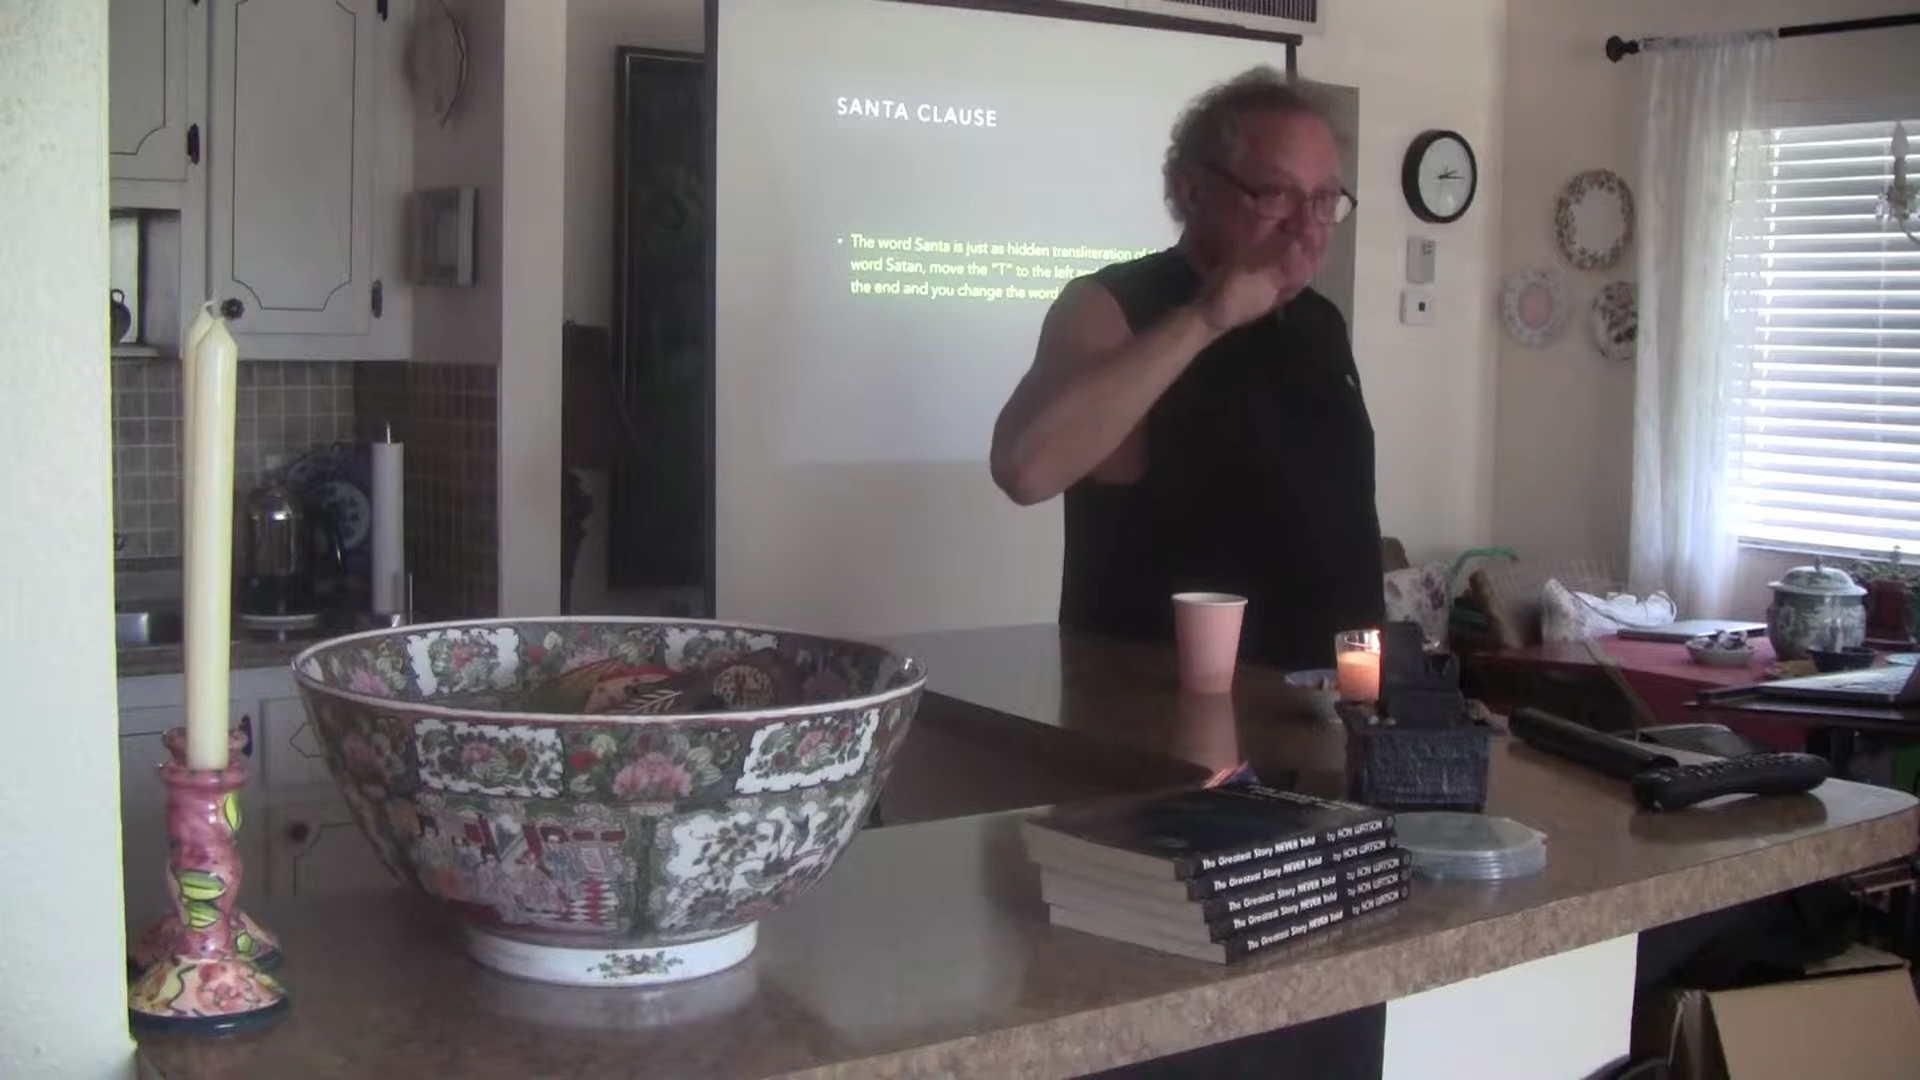 SANTA CLAUSE
• The word Santa is just as hidden transliteration of
word Satan, move the "T" to the left
the end and you change the word
The Greatest Story NEVER Told by RON WATSON
The Greatest Story NEVER Told by RON WATSON
The Greatest Story NEVER Told by RON WATSON
The Greatest Story NEVER Told by RON WATSON
The Greatest Story NEVER Told by RON WATSON